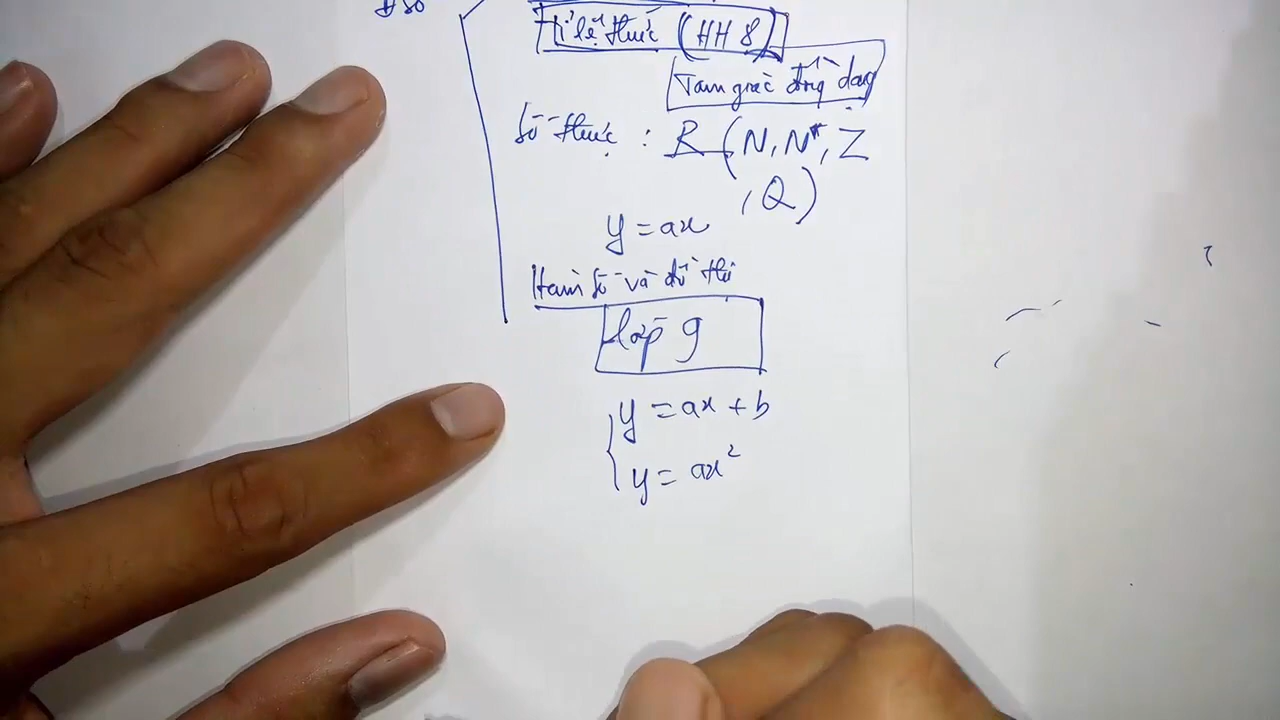 Đ Số
Tỉ lệ thức (HH 8)
Tam giác đồng dạng
Số thực : R (N, N*, Z
, Q)
y = ax
Hàm số và đồ thị
lớp 9
y = ax + b
y = ax²